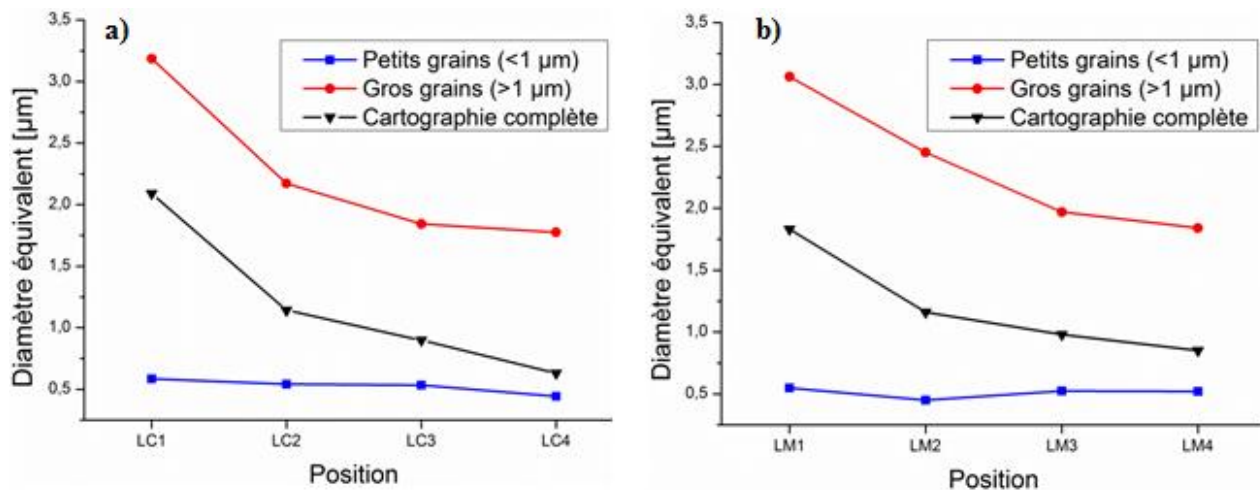 a)
Diamètre équivalent [µm]
3,5
3,0
2,5
2,0
1,5
1,0
0,5
Petits grains (<1 µm)
Gros grains (>1 µm)
Cartographie complète
LC1 LC2 LC3 LC4
Position
b)
Diamètre équivalent [µm]
3,5
3,0
2,5
2,0
1,5
1,0
0,5
Petits grains (<1 µm)
Gros grains (>1 µm)
Cartographie complète
LM1 LM2 LM3 LM4
Position